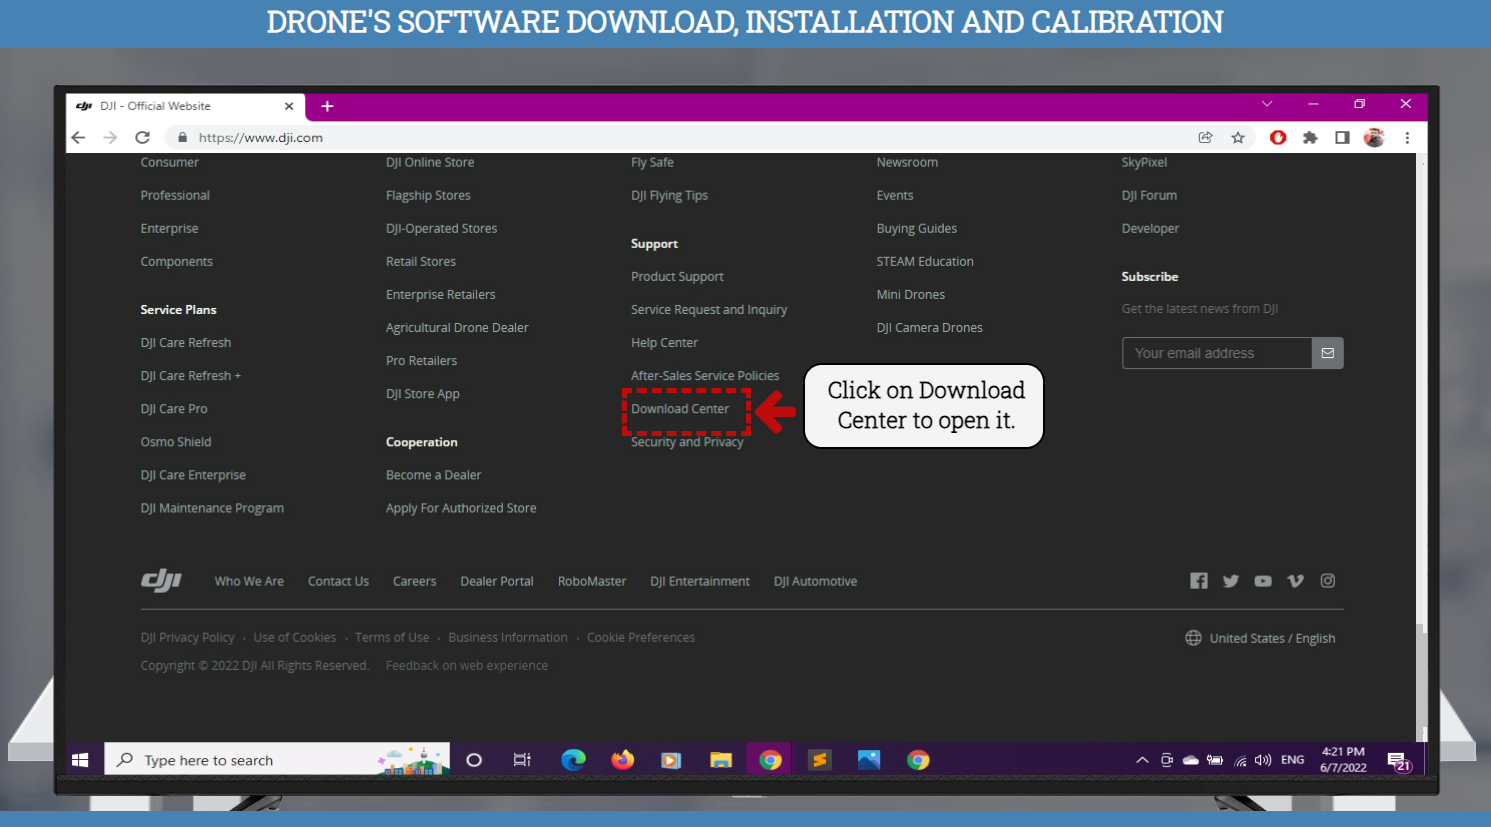 DRONE'S SOFTWARE DOWNLOAD, INSTALLATION AND CALIBRATION
dji DJI - Official Website
https://www.dji.com
Consumer
Professional
Enterprise
Components
Service Plans
DJI Care Refresh
DJI Care Refresh +
DJI Care Pro
Osmo Shield
DJI Care Enterprise
DJI Maintenance Program
DJI Online Store
Flagship Stores
DJI-Operated Stores
Retail Stores
Enterprise Retailers
Agricultural Drone Dealer
Pro Retailers
DJI Store App
Cooperation
Become a Dealer
Apply For Authorized Store
Fly Safe
DJI Flying Tips
Support
Product Support
Service Request and Inquiry
Help Center
After-Sales Service Policies
Download Center
Security and Privacy
Click on Download
Center to open it.
Newsroom
Events
Buying Guides
STEAM Education
Mini Drones
DJI Camera Drones
SkyPixel
DJI Forum
Developer
Subscribe
Get the latest news from DJI
Your email address
dji Who We Are Contact Us Careers Dealer Portal RoboMaster DJI Entertainment DJI Automotive
DJI Privacy Policy · Use of Cookies · Terms of Use · Business Information · Cookie Preferences
United States / English
Copyright © 2022 DJI All Rights Reserved. Feedback on web experience
Type here to search
ENG
4:21 PM
6/7/2022
21